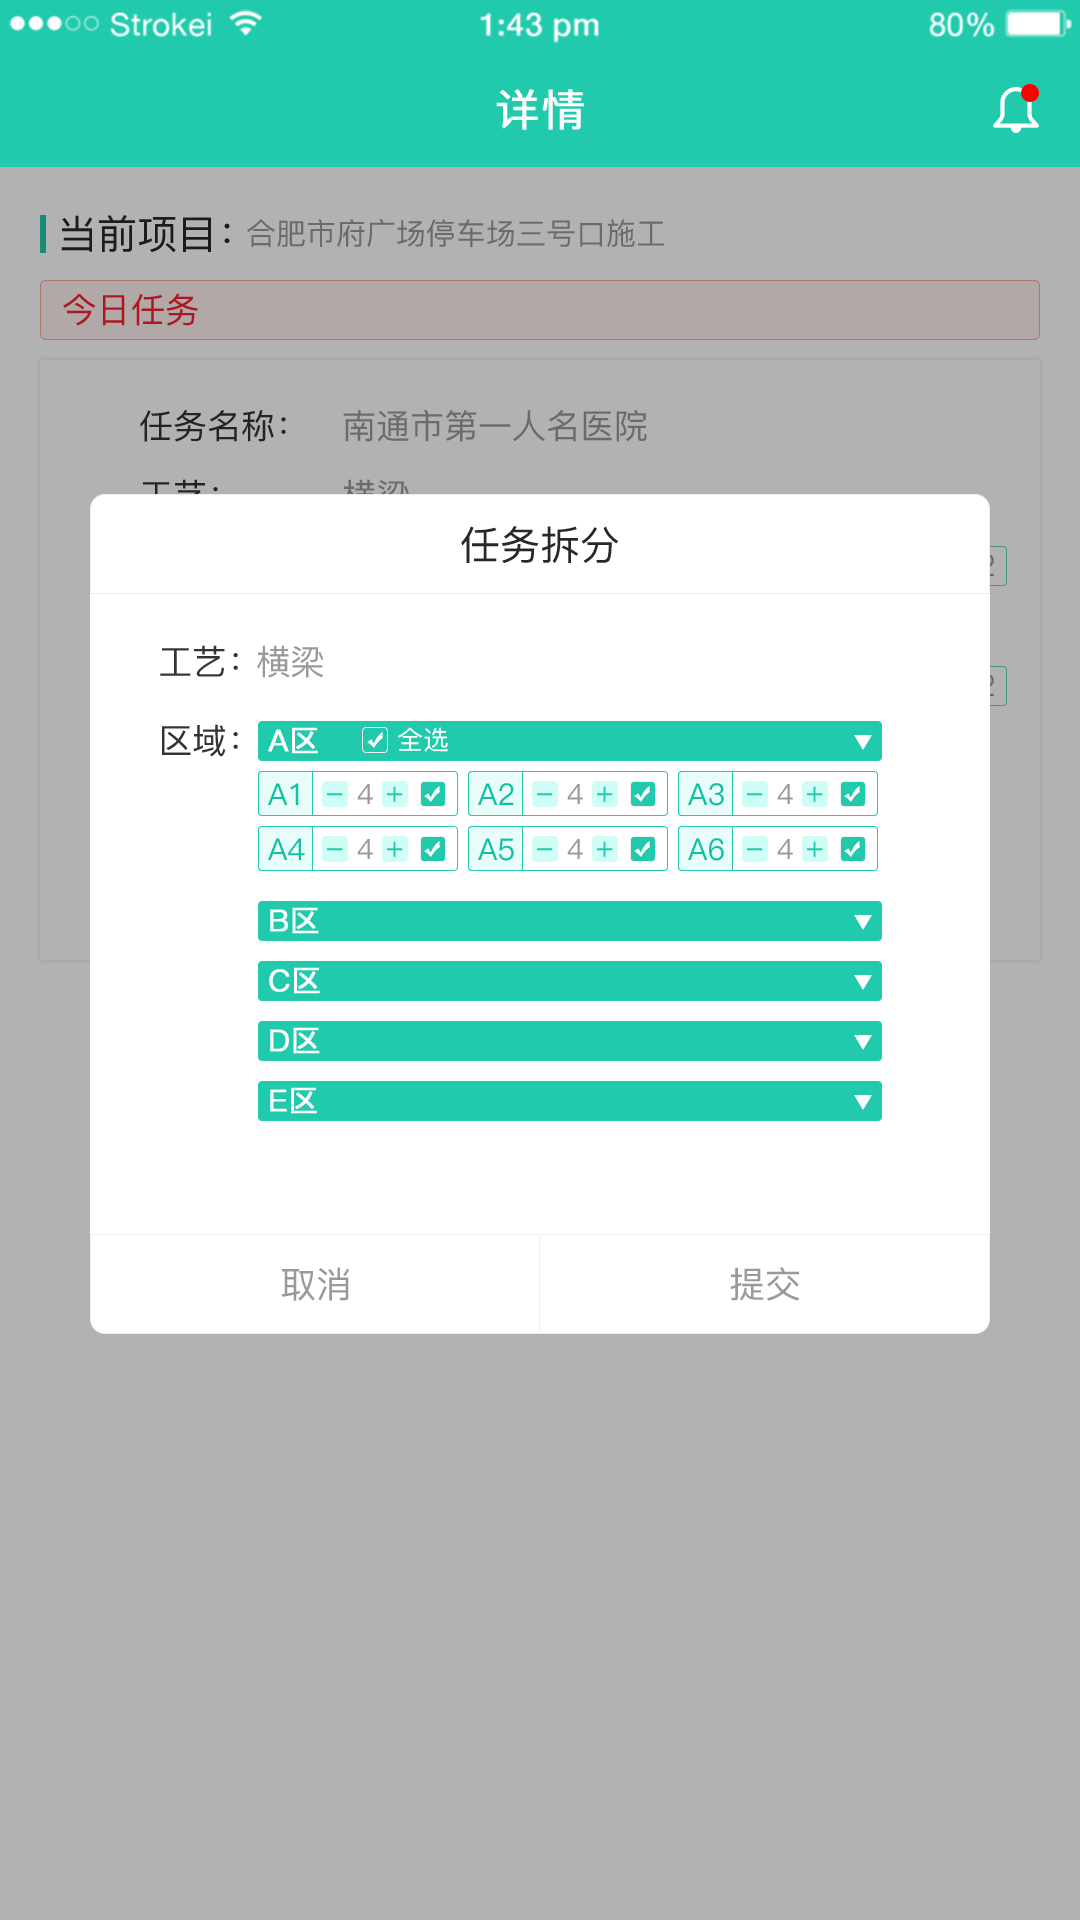 Strokei 1:43 pm 80%
详情
当前项目：合肥市府广场停车场三号口施工
今日任务
任务名称： 南通市第一人名医院
工艺： 横梁
任务拆分
工艺：横梁
区域： A区 全选
A1 − 4 + A2 − 4 + A3 − 4 +
A4 − 4 + A5 − 4 + A6 − 4 +
B区
C区
D区
E区
取消 提交